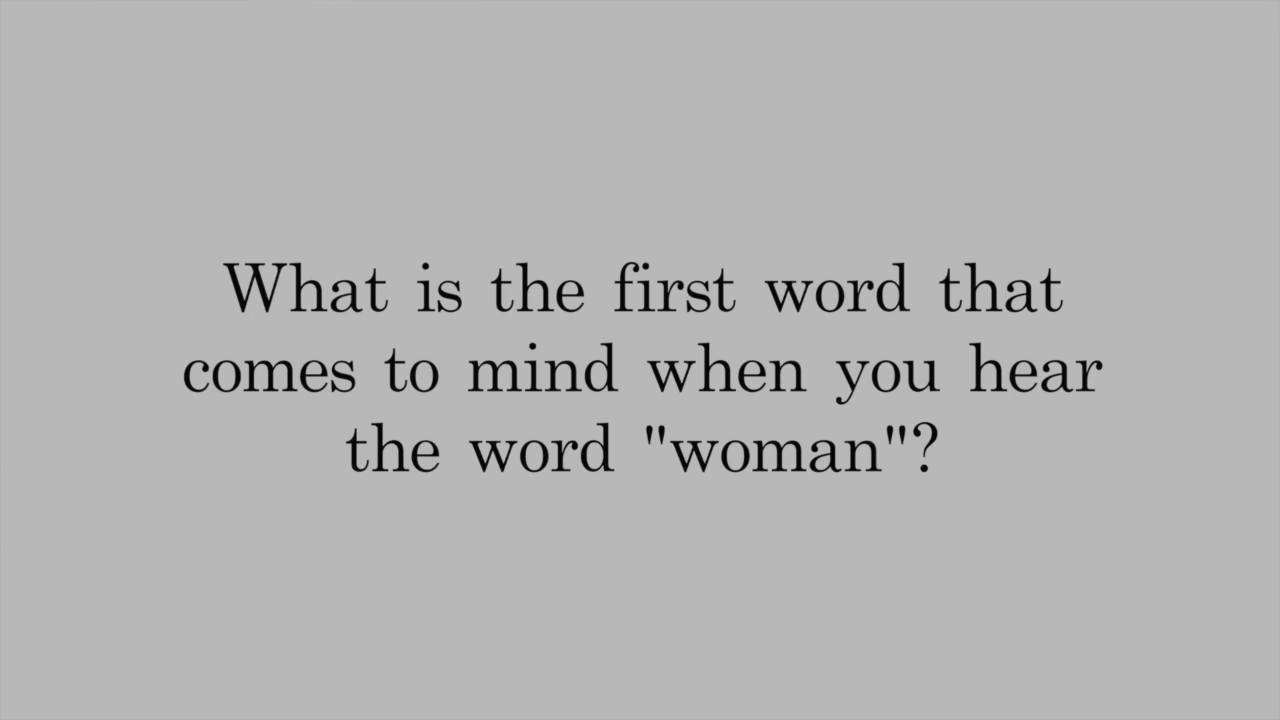 What is the first word that
comes to mind when you hear
the word "woman"?